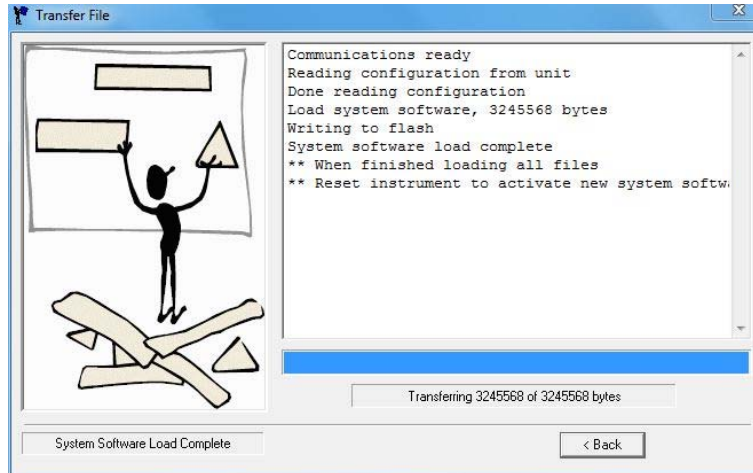 Transfer File
Communications ready
Reading configuration from unit
Done reading configuration
Load system software, 3245568 bytes
Writing to flash
System software load complete
** When finished loading all files
** Reset instrument to activate new system
Transferring 3245568 of 3245568 bytes
System Software Load Complete
< Back